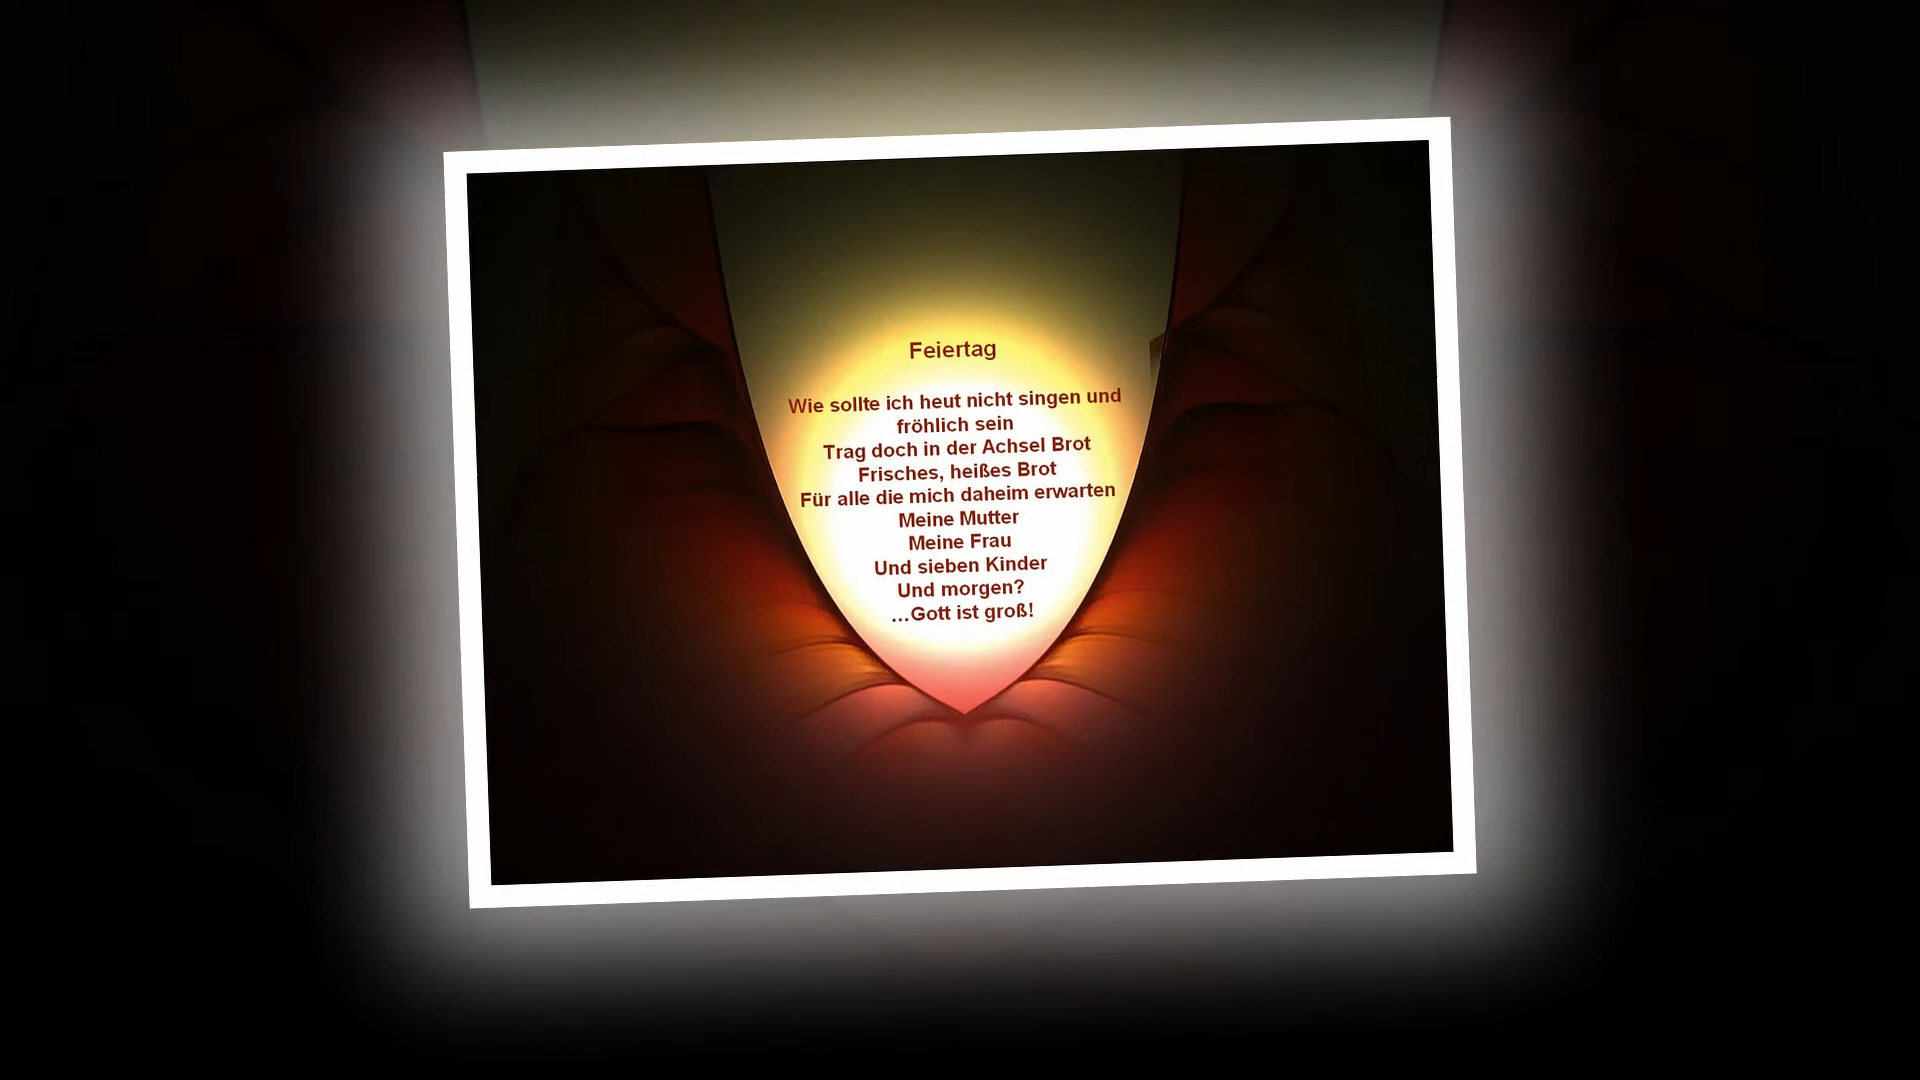 Feiertag
Wie sollte ich heut nicht singen und
fröhlich sein
Trag doch in der Achsel Brot
Frisches, heißes Brot
Für alle die mich daheim erwarten
Meine Mutter
Meine Frau
Und sieben Kinder
Und morgen?
…Gott ist groß!